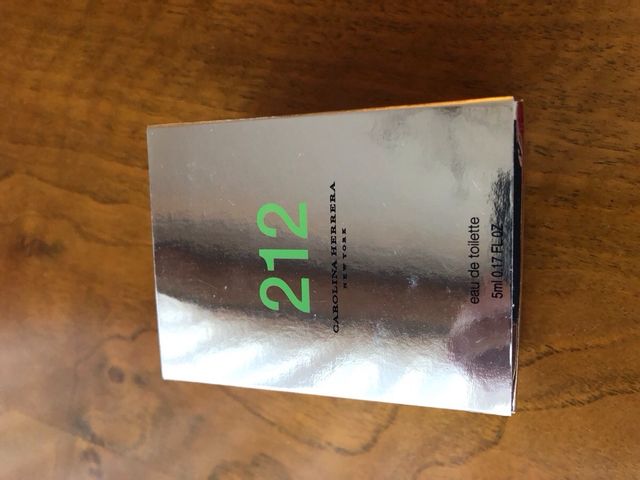 212
CAROLINA HERRERA
NEW YORK
eau de toilette
5ml 0.17 FL OZ